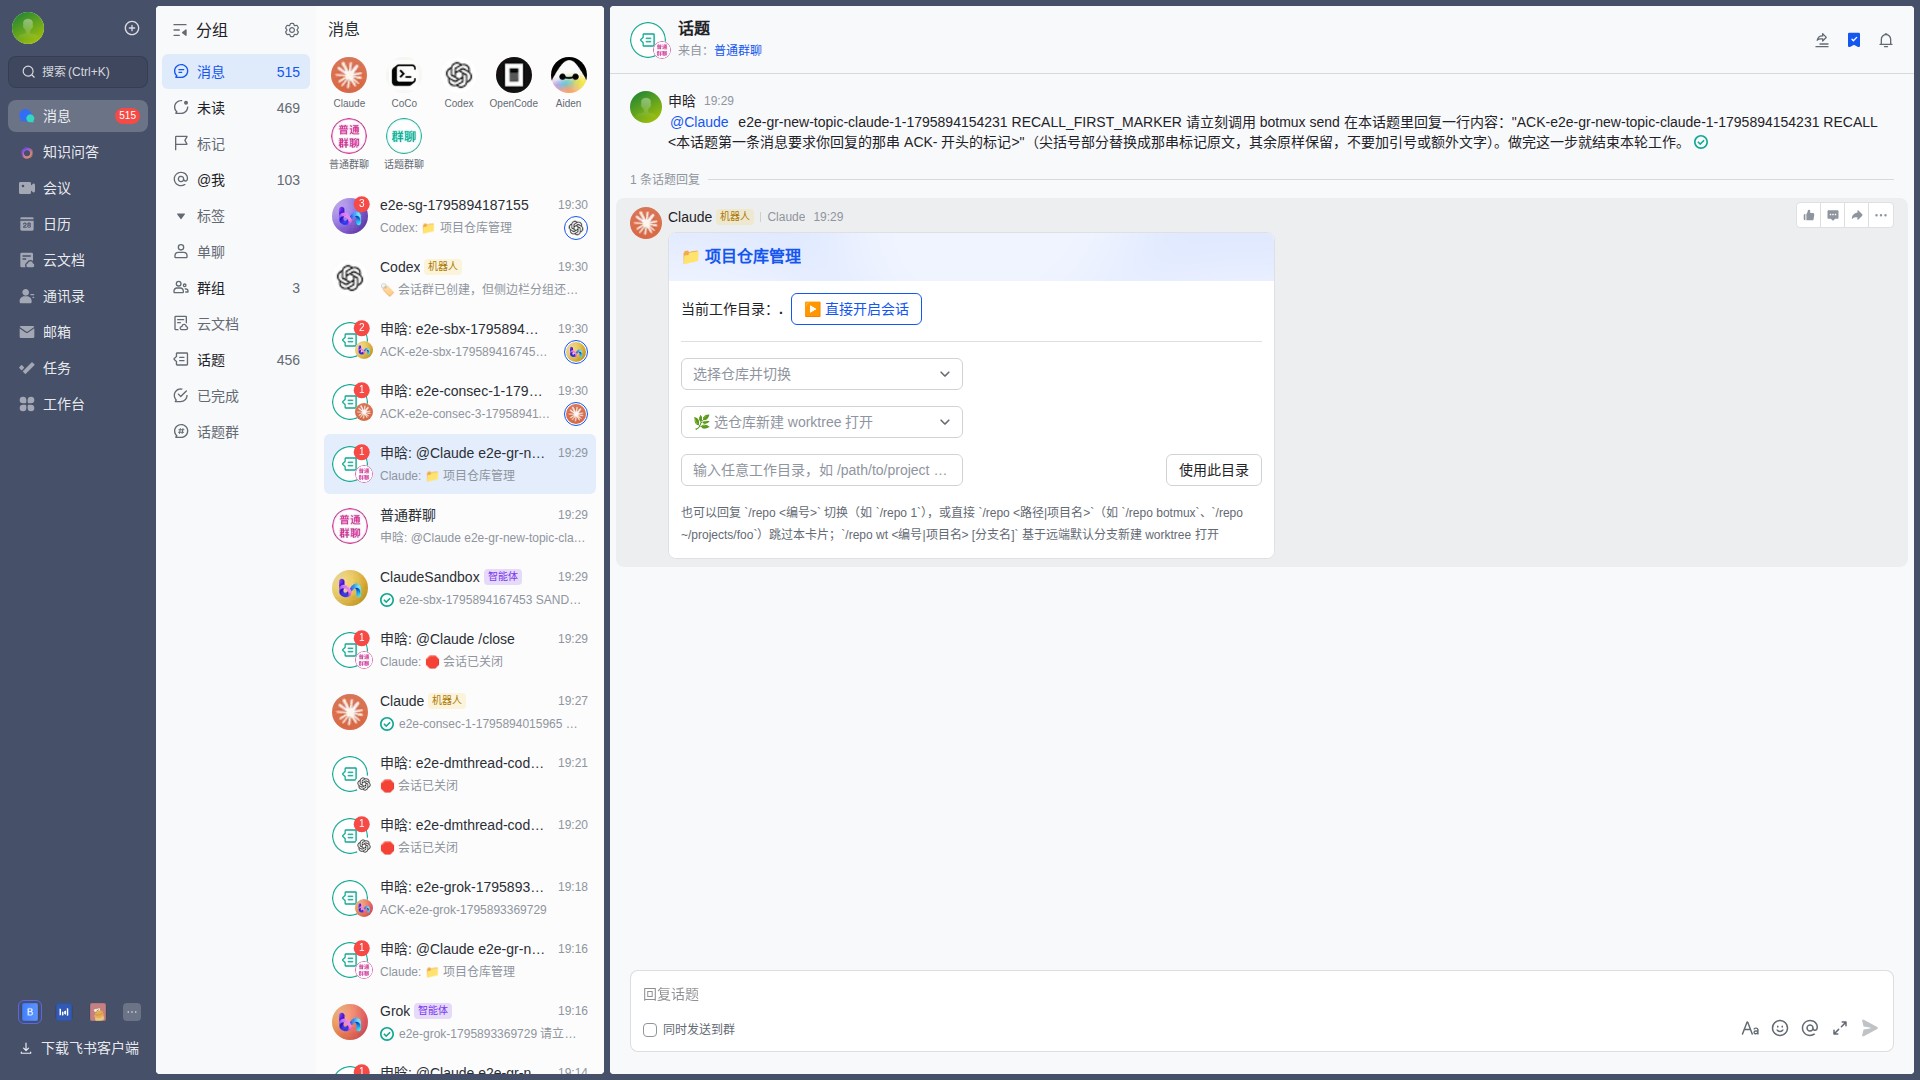 搜索 (Ctrl+K)
消息 515
知识问答
会议
日历
云文档
通讯录
邮箱
任务
工作台
下载飞书客户端
分组
消息 515
未读 469
标记
@我 103
标签
单聊
群组 3
云文档
话题 456
已完成
话题群
消息
Claude CoCo Codex OpenCode Aiden
普通群聊 群聊
普通群聊 话题群聊
3 e2e-sg-1795894187155 19:30
Codex: 📁 项目仓库管理
Codex 机器人 19:30
🏷️ 会话群已创建，但侧边栏分组还…
2 申晗: e2e-sbx-1795894… 19:30
ACK-e2e-sbx-179589416745…
1 申晗: e2e-consec-1-179… 19:30
ACK-e2e-consec-3-17958941…
1 申晗: @Claude e2e-gr-n… 19:29
Claude: 📁 项目仓库管理
普通群聊 普通群聊 19:29
申晗: @Claude e2e-gr-new-topic-cla…
ClaudeSandbox 智能体 19:29
e2e-sbx-1795894167453 SAND…
1 申晗: @Claude /close 19:29
Claude: 🛑 会话已关闭
Claude 机器人 19:27
e2e-consec-1-1795894015965 …
申晗: e2e-dmthread-cod… 19:21
🛑 会话已关闭
1 申晗: e2e-dmthread-cod… 19:20
🛑 会话已关闭
申晗: e2e-grok-1795893… 19:18
ACK-e2e-grok-1795893369729
1 申晗: @Claude e2e-gr-n… 19:16
Claude: 📁 项目仓库管理
Grok 智能体 19:16
e2e-grok-1795893369729 请立…
1 申晗: @Claude e2e-gr-n… 19:14
话题
来自：普通群聊
申晗 19:29
@Claude e2e-gr-new-topic-claude-1-1795894154231 RECALL_FIRST_MARKER 请立刻调用 botmux send 在本话题里回复一行内容："ACK-e2e-gr-new-topic-claude-1-1795894154231 RECALL
<本话题第一条消息要求你回复的那串 ACK- 开头的标记>"（尖括号部分替换成那串标记原文，其余原样保留，不要加引号或额外文字）。做完这一步就结束本轮工作。
1 条话题回复
Claude 机器人 Claude 19:29
📁 项目仓库管理
当前工作目录：. ▶️ 直接开启会话
选择仓库并切换
🌿 选仓库新建 worktree 打开
输入任意工作目录，如 /path/to/project … 使用此目录
也可以回复 `/repo <编号>` 切换（如 `/repo 1`），或直接 `/repo <路径|项目名>`（如 `/repo botmux`、`/repo
~/projects/foo`）跳过本卡片；`/repo wt <编号|项目名> [分支名]` 基于远端默认分支新建 worktree 打开
回复话题
同时发送到群